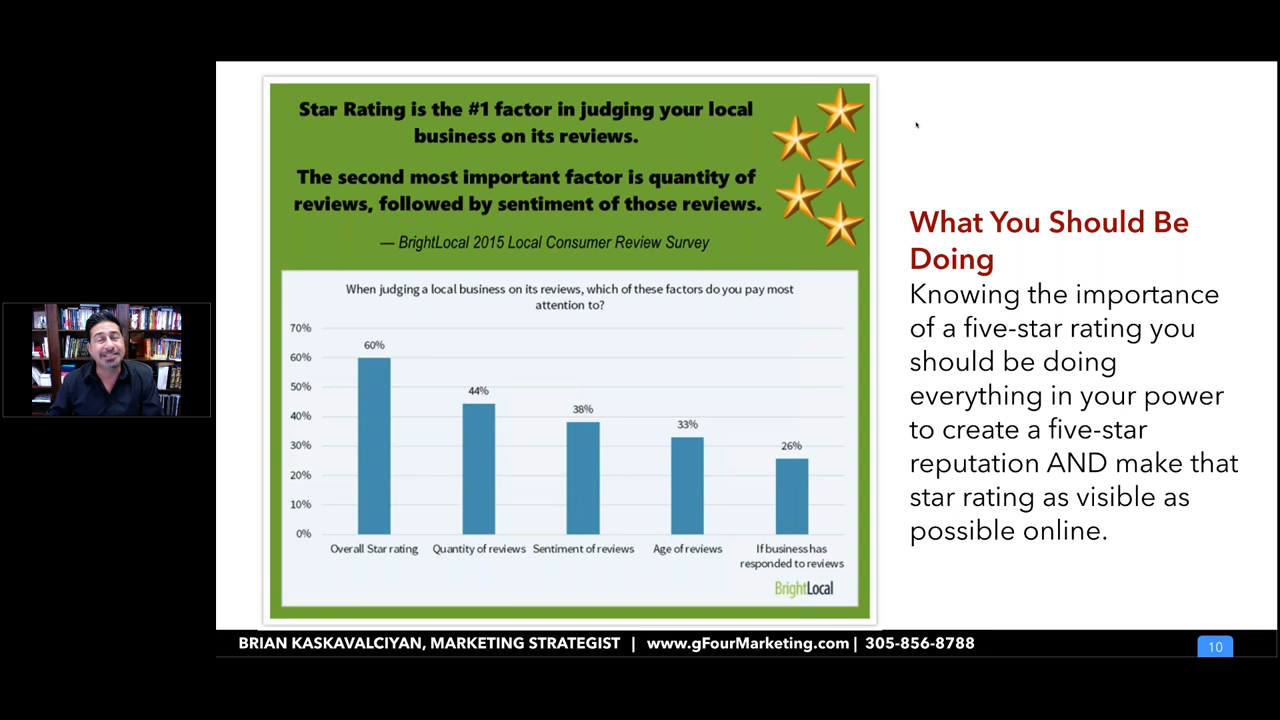 Star Rating is the #1 factor in judging your local
business on its reviews.
The second most important factor is quantity of
reviews, followed by sentiment of those reviews.
— BrightLocal 2015 Local Consumer Review Survey
When judging a local business on its reviews, which of these factors do you pay most
attention to?
70%
60%
50%
40%
30%
20%
10%
0%
60%
44%
38%
33%
26%
Overall Star rating
Quantity of reviews
Sentiment of reviews
Age of reviews
If business has
responded to reviews
BrightLocal
What You Should Be
Doing
Knowing the importance
of a five-star rating you
should be doing
everything in your power
to create a five-star
reputation AND make that
star rating as visible as
possible online.
BRIAN KASKAVALCIYAN, MARKETING STRATEGIST | www.gFourMarketing.com | 305-856-8788
10